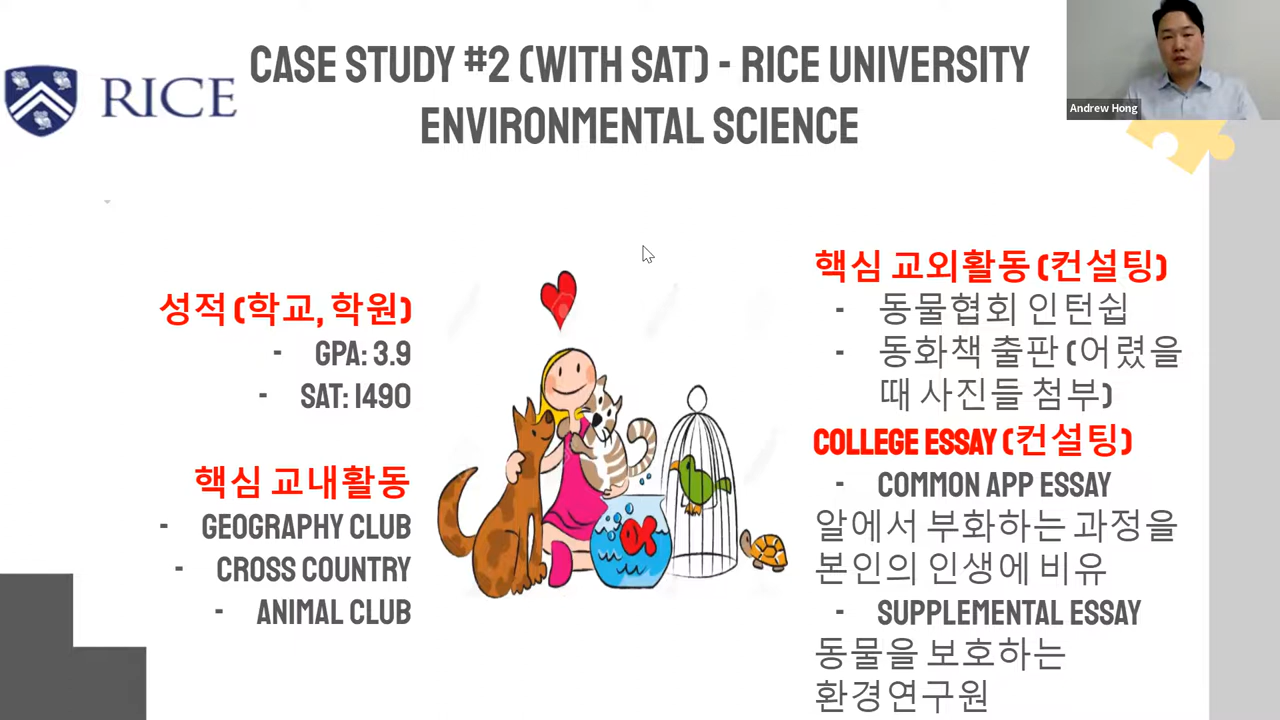 RICE
CASE STUDY #2 (WITH SAT) - RICE UNIVERSITY
ENVIRONMENTAL SCIENCE
Andrew Hong
성적 (학교, 학원)
- GPA: 3.9
- SAT: 1490
핵심 교내활동
- GEOGRAPHY CLUB
- CROSS COUNTRY
- ANIMAL CLUB
핵심 교외활동 (컨설팅)
- 동물협회 인턴쉽
- 동화책 출판 (어렸을
때 사진들 첨부)
COLLEGE ESSAY (컨설팅)
- COMMON APP ESSAY
알에서 부화하는 과정을
본인의 인생에 비유
- SUPPLEMENTAL ESSAY
동물을 보호하는
환경연구원